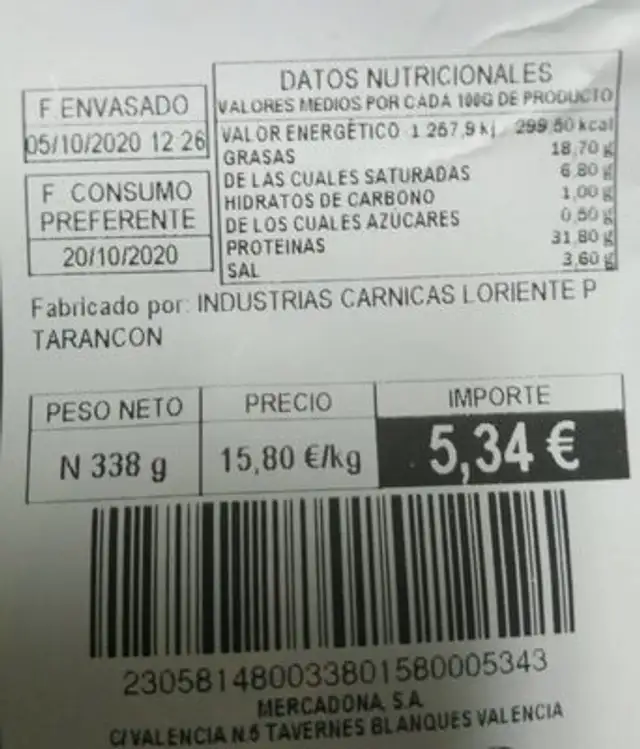 F ENVASADO
05/10/2020 12 26
F CONSUMO
PREFERENTE
20/10/2020
DATOS NUTRICIONALES
VALORES MEDIOS POR CADA 100G DE PRODUCTO
VALOR ENERGÉTICO 1 257,9 kj 299,50 kcal
GRASAS 18,70 g
DE LAS CUALES SATURADAS 6,80 g
HIDRATOS DE CARBONO 1,00 g
DE LOS CUALES AZÚCARES 0,50 g
PROTEINAS 31,80 g
SAL 3,60 g
Fabricado por: INDUSTRIAS CARNICAS LORIENTE P
TARANCON
PESO NETO PRECIO IMPORTE
N 338 g 15,80 €/kg 5,34 €
230581480033801580005343
MERCADONA, S.A.
C/ VALENCIA N.5 TAVERNES BLANQUES VALENCIA